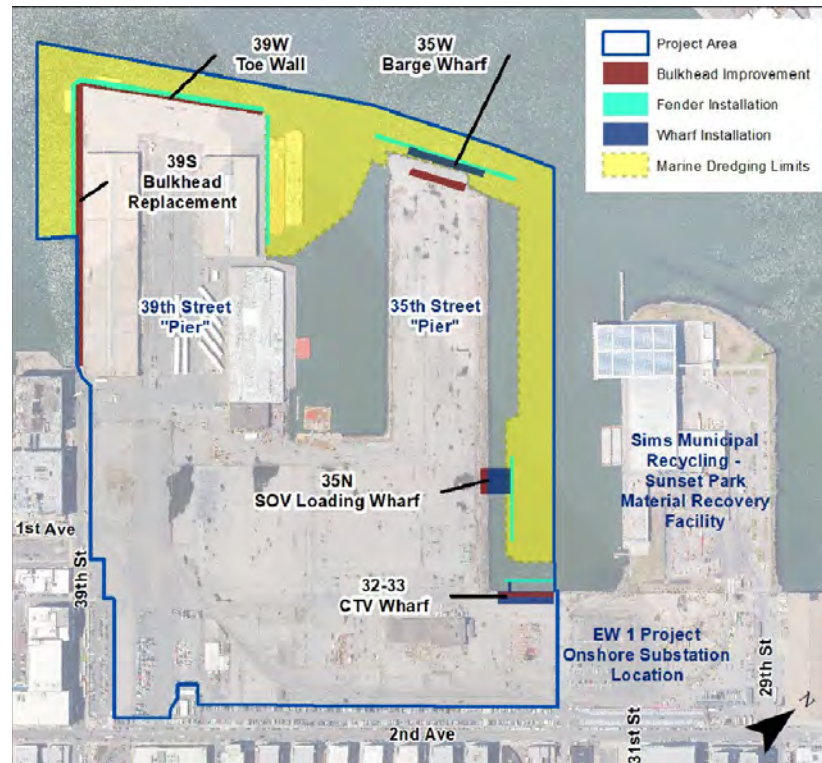 39W
Toe Wall
35W
Barge Wharf
Project Area
Bulkhead Improvement
Fender Installation
Wharf Installation
Marine Dredging Limits
39S
Bulkhead
Replacement
39th Street
"Pier"
35th Street
"Pier"
Sims Municipal
Recycling -
Sunset Park
Material Recovery
Facility
35N
SOV Loading Wharf
1st Ave
39th St
32-33
CTV Wharf
EW 1 Project
Onshore Substation
Location
29th St
31st St
2nd Ave
N